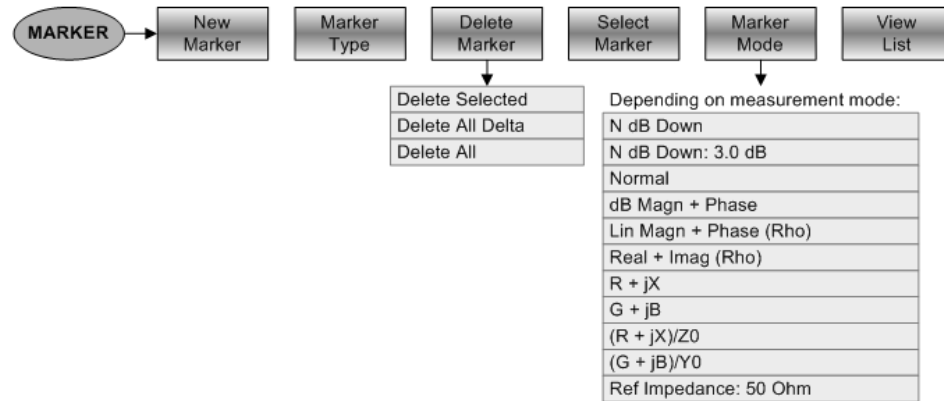 MARKER
New
Marker
Marker
Type
Delete
Marker
Select
Marker
Marker
Mode
View
List
Delete Selected
Delete All Delta
Delete All
Depending on measurement mode:
N dB Down
N dB Down: 3.0 dB
Normal
dB Magn + Phase
Lin Magn + Phase (Rho)
Real + Imag (Rho)
R + jX
G + jB
(R + jX)/Z0
(G + jB)/Y0
Ref Impedance: 50 Ohm